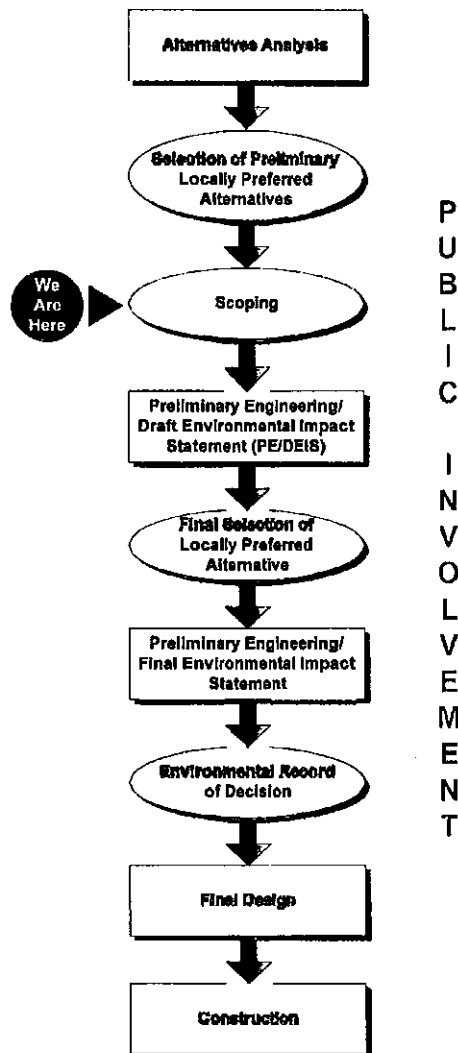 Alternatives Analysis
Selection of Preliminary
Locally Preferred
Alternatives
We
Are
Here
Scoping
Preliminary Engineering/
Draft Environmental Impact
Statement (PE/DEIS)
Final Selection of
Locally Preferred
Alternative
Preliminary Engineering/
Final Environmental Impact
Statement
Environmental Record
of Decision
Final Design
Construction
PUBLIC INVOLVEMENT